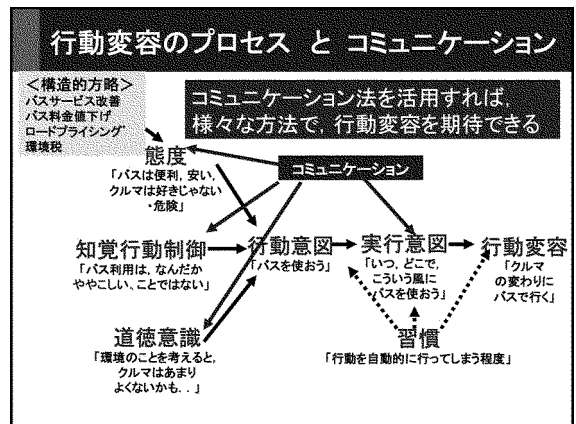 行動変容のプロセス と コミュニケーション
＜構造的方略＞
バスサービス改善
バス料金値下げ
ロードプライシング
環境税
コミュニケーション法を活用すれば,
様々な方法で, 行動変容を期待できる
態度
「バスは便利, 安い,
クルマは好きじゃない
・危険」
コミュニケーション
知覚行動制御
「バス利用は, なんだか
ややこしい、ことではない」
行動意図
「バスを使おう」
実行意図
「いつ, どこで,
こういう風に
バスを使おう」
行動変容
「クルマ
の変わりに
バスで行く」
道徳意識
「環境のことを考えると,
クルマはあまり
よくないかも. . 」
習慣
「行動を自動的に行ってしまう程度」